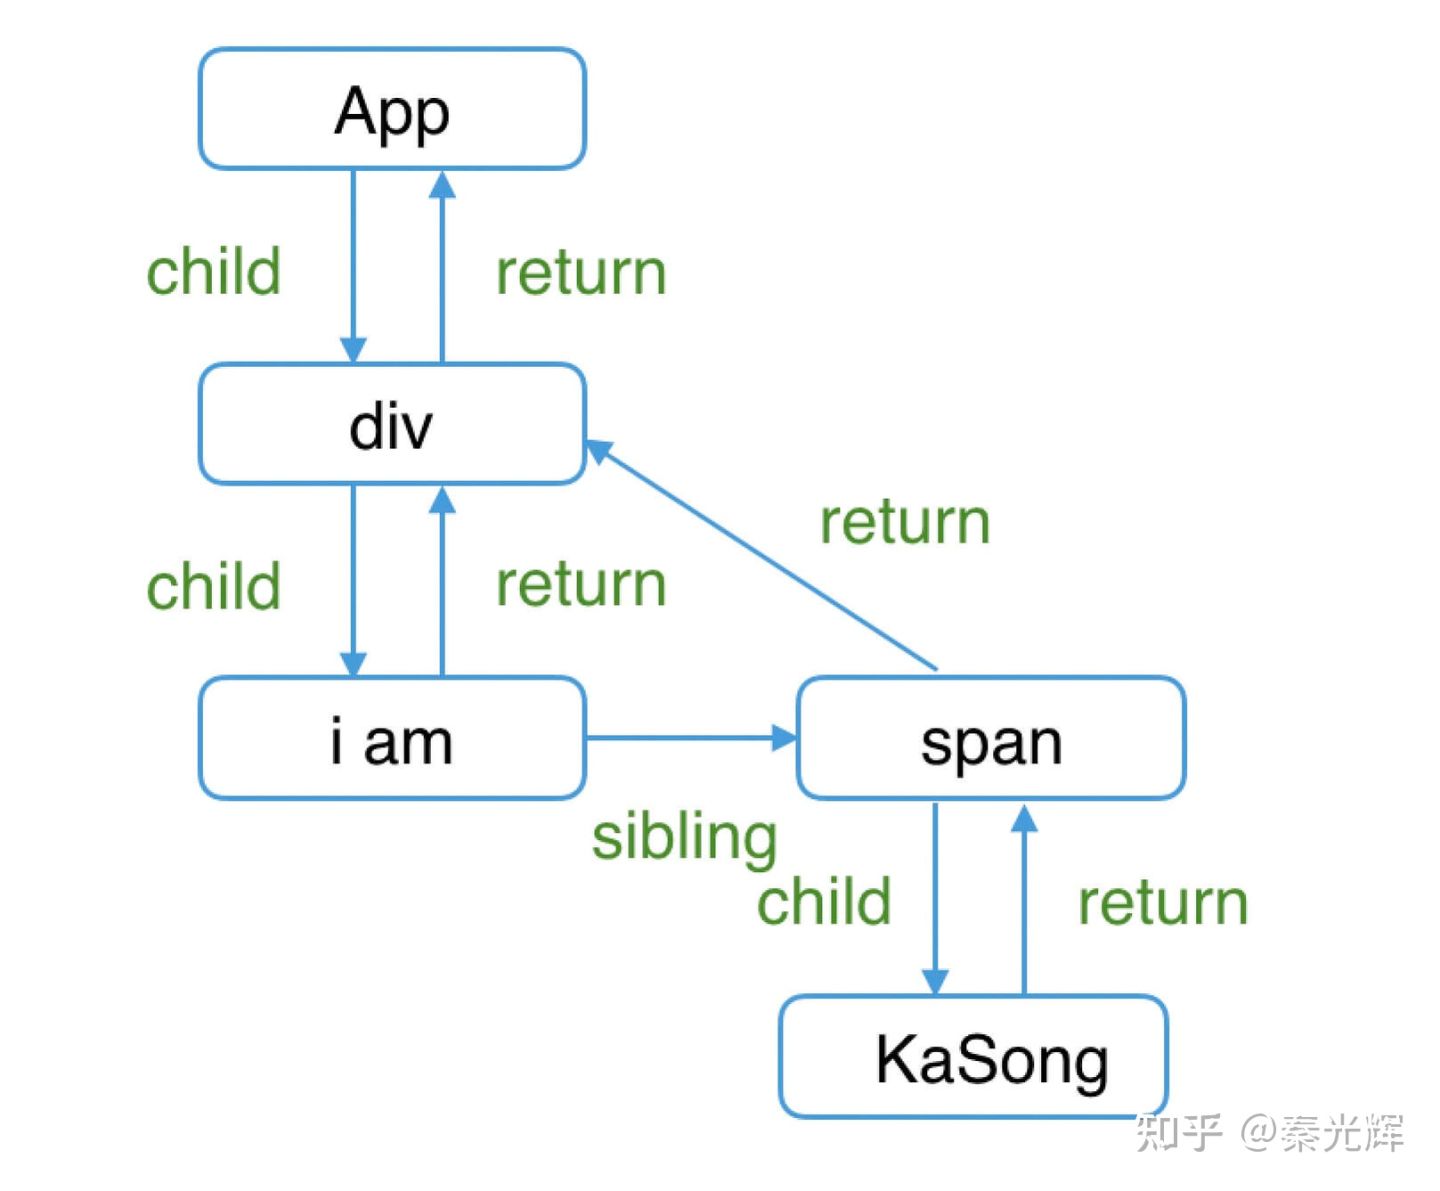 App
child
return
div
return
child
return
i am
span
sibling
child
return
KaSong
知乎 @秦光辉